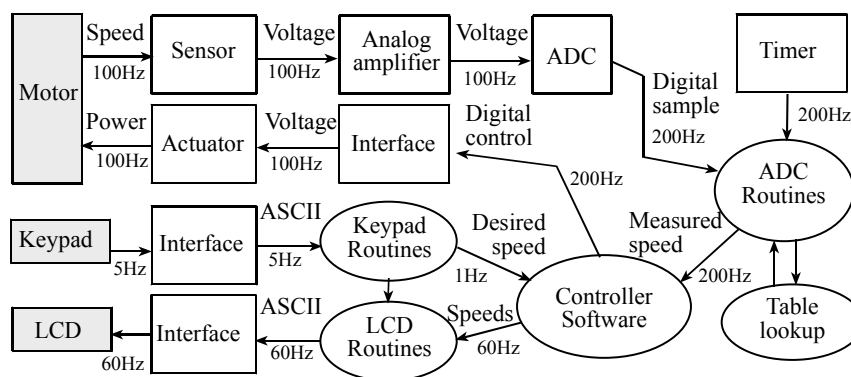 Speed
Sensor
Voltage
Analog
amplifier
Voltage
ADC
Timer
100Hz
100Hz
100Hz
Motor
Digital
sample
200Hz
200Hz
Power
Actuator
Voltage
Interface
Digital
control
100Hz
100Hz
200Hz
ADC
Routines
Keypad
Interface
ASCII
Keypad
Routines
Desired
speed
Measured
speed
5Hz
5Hz
1Hz
200Hz
Controller
Software
LCD
Interface
ASCII
LCD
Routines
Speeds
Table
lookup
60Hz
60Hz
60Hz